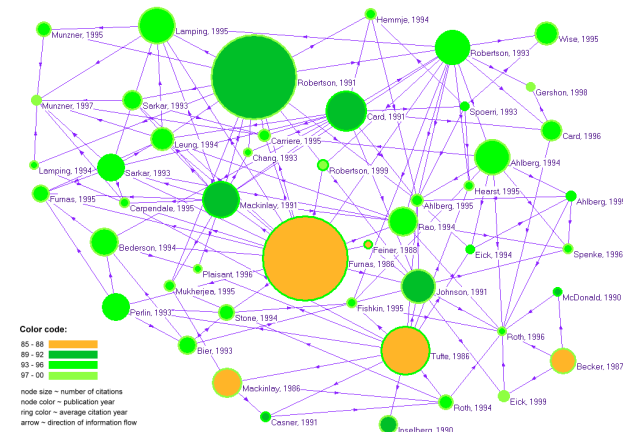 Hemmje, 1994
Lamping, 1995
Munzner, 1995
Wise, 1995
Robertson, 1993
Robertson, 1991
Gershon, 1998
Munzner, 1997
Sarkar, 1993
Card, 1991
Spoerri, 1993
Card, 1996
Carriere, 1995
Leung, 1994
Chang, 1993
Ahlberg, 1994
Lamping, 1994
Sarkar, 1993
Robertson, 1999
Hearst, 1995
Furnas, 1995
Carpendale, 1995
Mackinlay, 1991
Ahlberg, 1995
Ahlberg, 1995
Rao, 1994
Bederson, 1994
Feiner, 1988
Eick, 1994
Spenke, 1996
Furnas, 1986
Plaisant, 1996
Mukherjea, 1995
Johnson, 1991
McDonald, 1990
Perlin, 1993
Stone, 1994
Fishkin, 1995
Roth, 1996
Color code:
85 - 88
89 - 92
93 - 96
97 - 00
Bier, 1993
Tufte, 1986
Becker, 1987
Mackinlay, 1986
node size ~ number of citations
node color ~ publication year
ring color ~ average citation year
arrow ~ direction of information flow
Roth, 1994
Eick, 1999
Casner, 1991
Inselberg, 1990